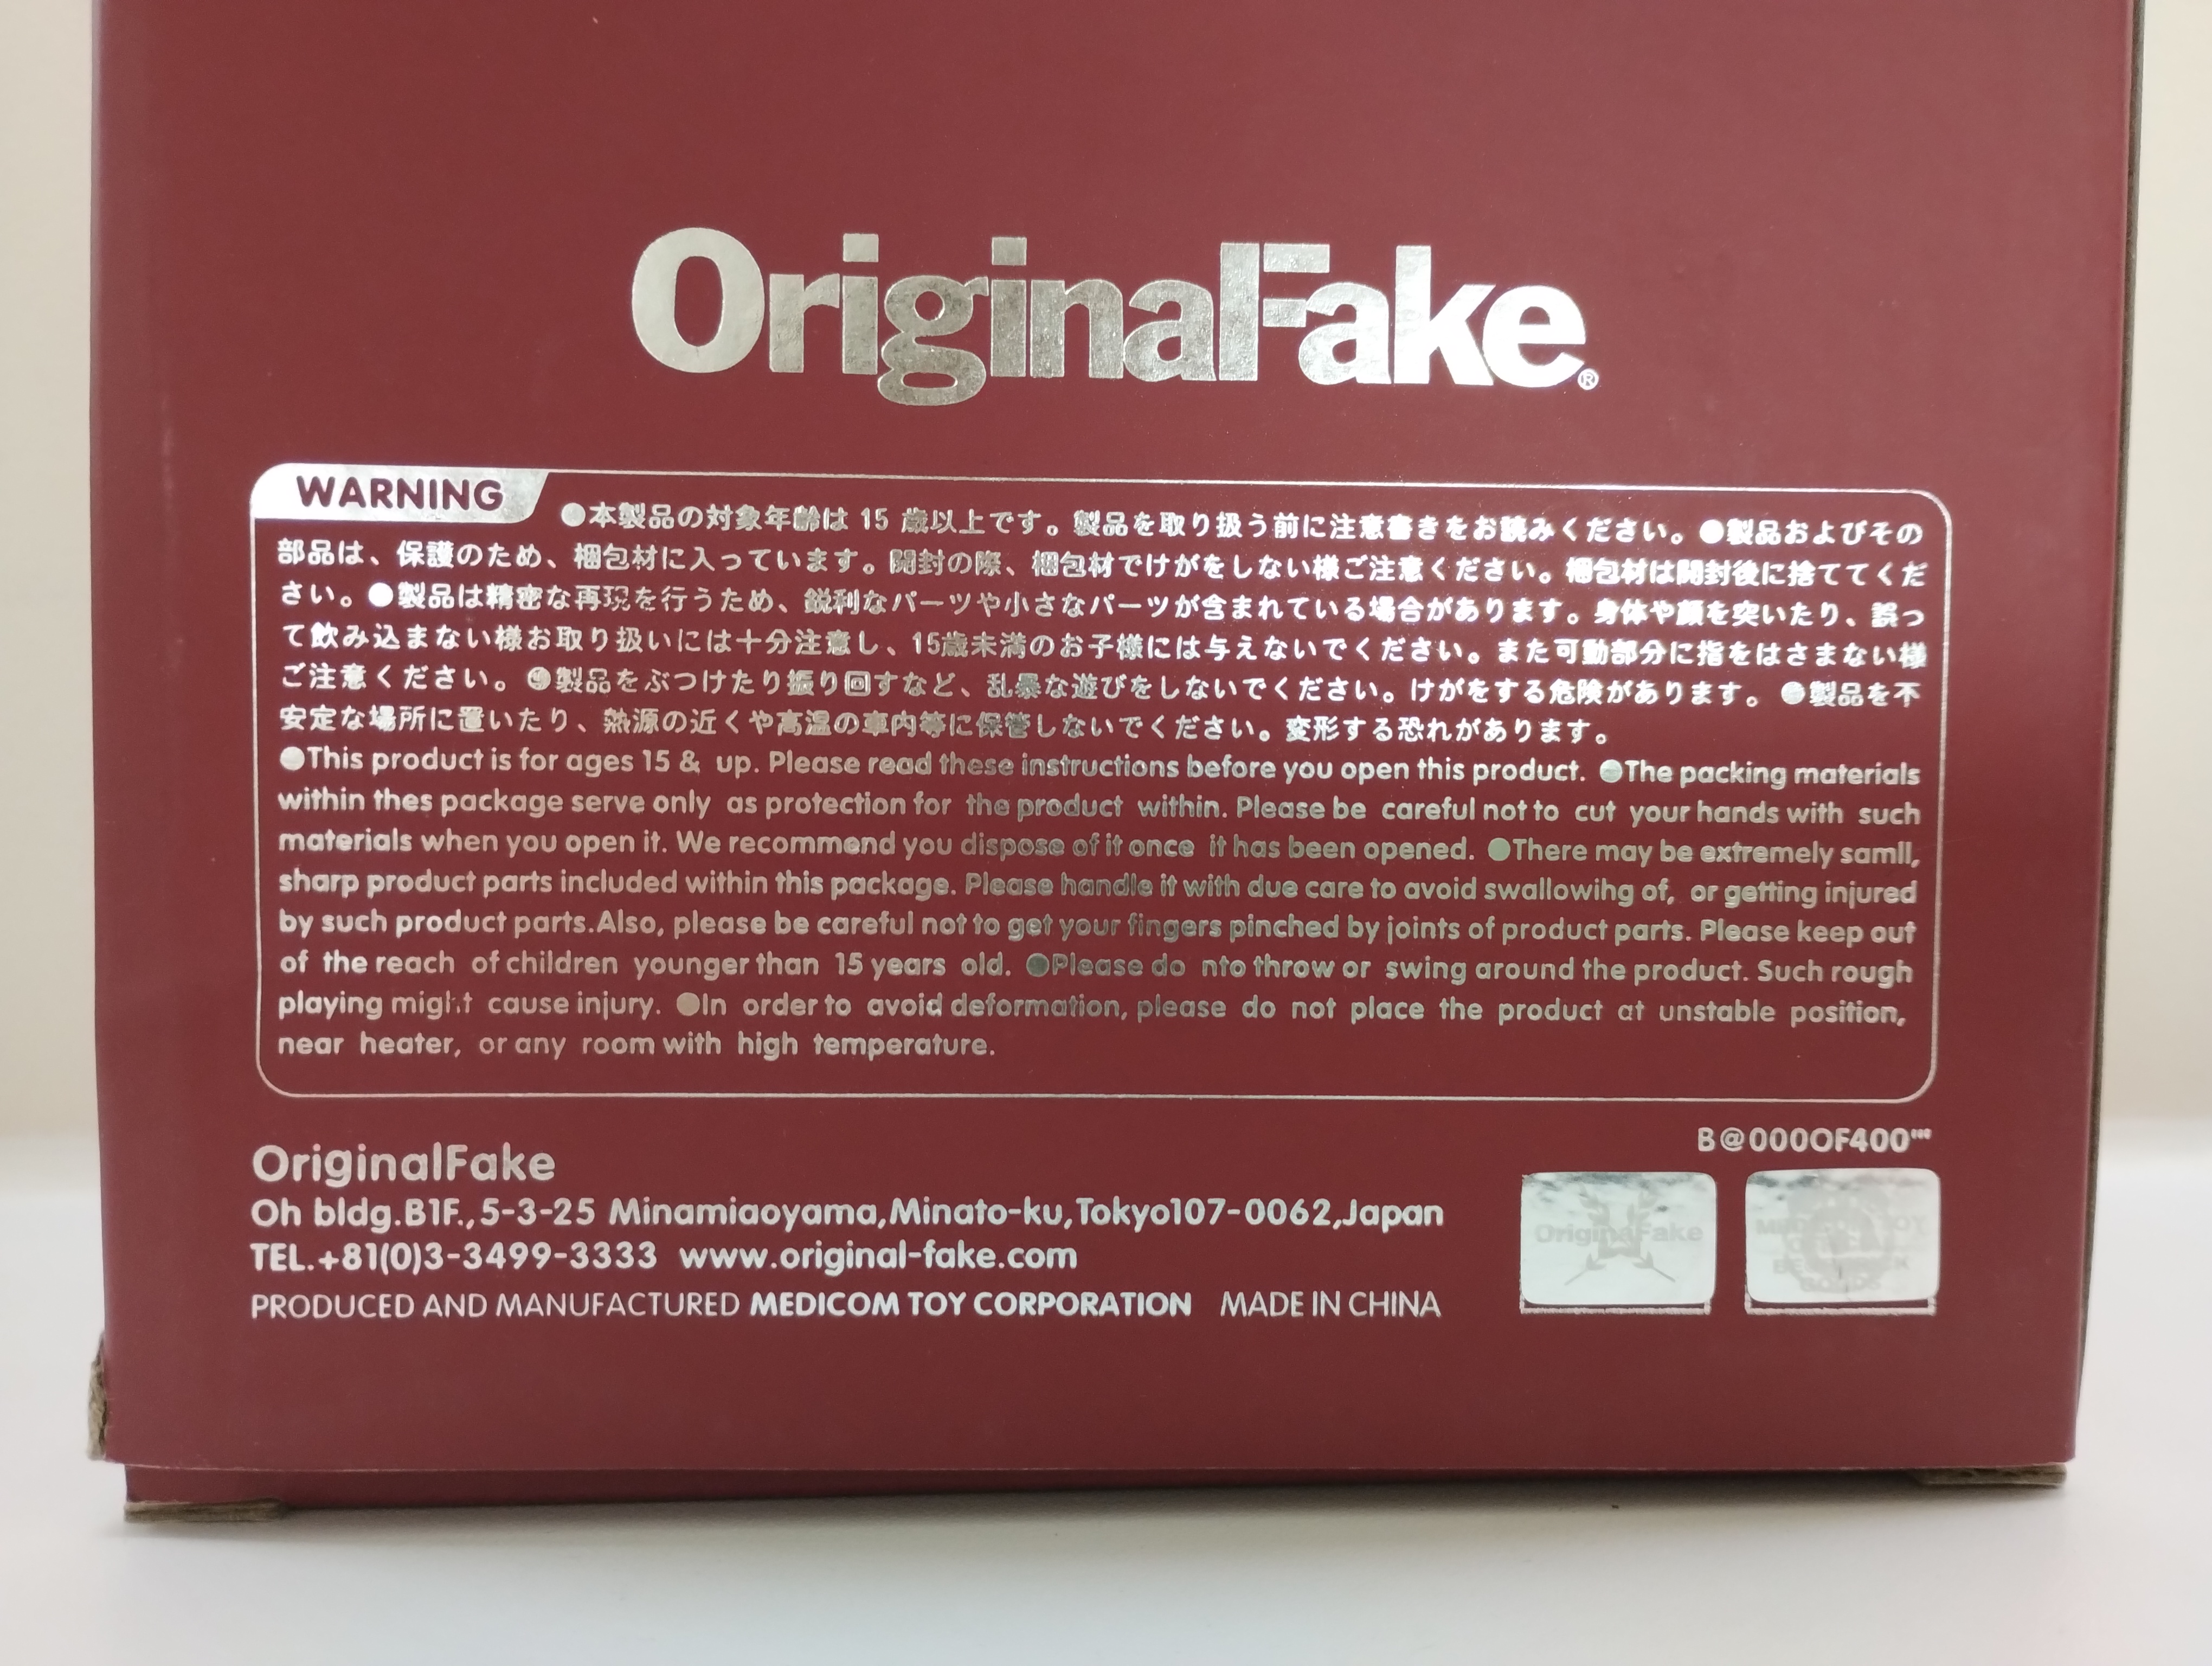 OriginalFake®
WARNING
●本製品の対象年齢は 15 歳以上です。製品を取り扱う前に注意書きをお読みください。●製品およびその
部品は、保護のため、梱包材に入っています。開封の際、梱包材でけがをしない様ご注意ください。梱包材は開封後に捨ててくだ
さい。●製品は精密な再現を行うため、鋭利なパーツや小さなパーツが含まれている場合があります。身体や顔を突いたり、誤っ
て飲み込まない様お取り扱いには十分注意し、15歳未満のお子様には与えないでください。また可動部分に指をはさまない様
ご注意ください。●製品をぶつけたり振り回すなど、乱暴な遊びをしないでください。けがをする危険があります。●製品を不
安定な場所に置いたり、熱源の近くや高温の車内等に保管しないでください。変形する恐れがあります。
●This product is for ages 15 & up. Please read these instructions before you open this product. ●The packing materials
within thes package serve only as protection for the product within. Please be careful not to cut your hands with such
materials when you open it. We recommend you dispose of it once it has been opened. ●There may be extremely samll,
sharp product parts included within this package. Please handle it with due care to avoid swallowihg of, or getting injured
by such product parts.Also, please be careful not to get your fingers pinched by joints of product parts. Please keep out
of the reach of children younger than 15 years old. ●Please do nto throw or swing around the product. Such rough
playing might cause injury. ●In order to avoid deformation, please do not place the product at unstable position,
near heater, or any room with high temperature.
B@000OF400
OriginalFake
Oh bldg.B1F.,5-3-25 Minamiaoyama,Minato-ku,Tokyo107-0062,Japan
TEL.+81(0)3-3499-3333 www.original-fake.com
PRODUCED AND MANUFACTURED MEDICOM TOY CORPORATION MADE IN CHINA
OriginalFake